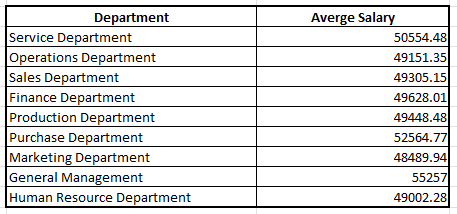 Department Averge Salary
Service Department 50554.48
Operations Department 49151.35
Sales Department 49305.15
Finance Department 49628.01
Production Department 49448.48
Purchase Department 52564.77
Marketing Department 48489.94
General Management 55257
Human Resource Department 49002.28